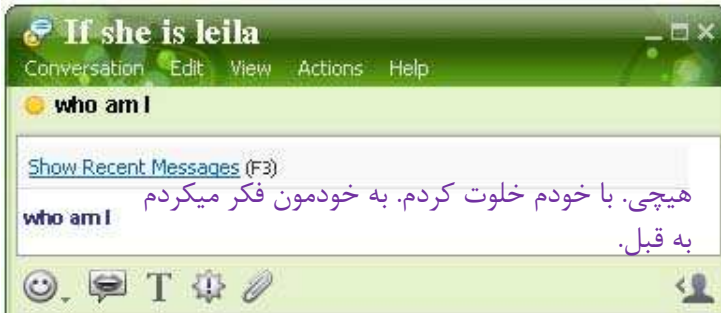 If she is leila
Conversation Edit View Actions Help
who am I
Show Recent Messages (F3)
هیچی. با خودم خلوت کردم. به خودمون فکر میکردم
who am I
به قبل.
T